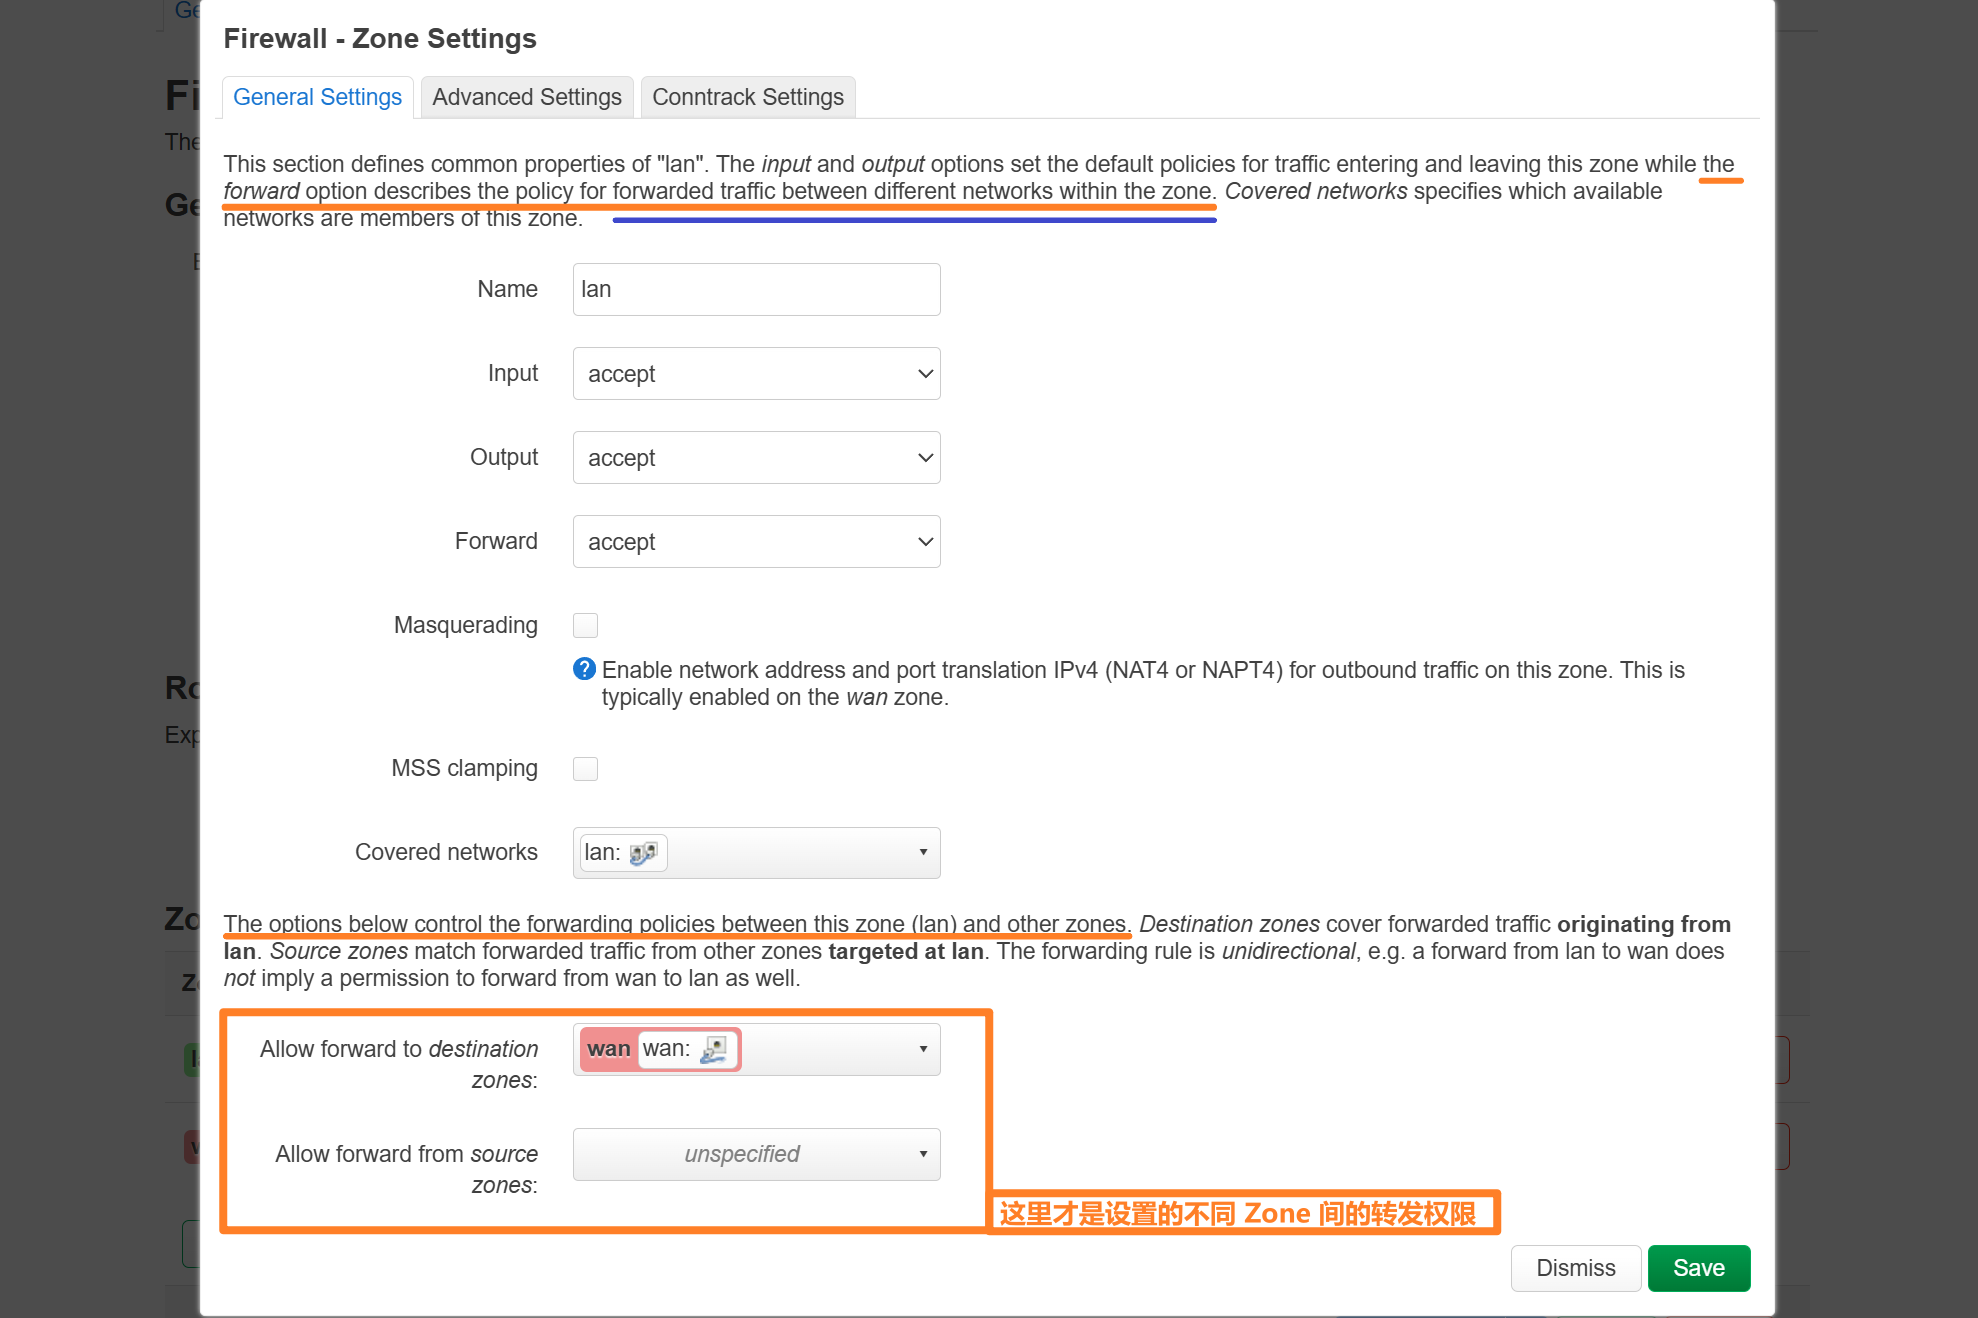 Firewall - Zone Settings
General Settings
Advanced Settings
Conntrack Settings
This section defines common properties of "lan". The input and output options set the default policies for traffic entering and leaving this zone while the
forward option describes the policy for forwarded traffic between different networks within the zone. Covered networks specifies which available
networks are members of this zone.
Name
lan
Input
accept
Output
accept
Forward
accept
Masquerading
Enable network address and port translation IPv4 (NAT4 or NAPT4) for outbound traffic on this zone. This is
typically enabled on the wan zone.
MSS clamping
Covered networks
lan:
The options below control the forwarding policies between this zone (lan) and other zones. Destination zones cover forwarded traffic originating from
lan. Source zones match forwarded traffic from other zones targeted at lan. The forwarding rule is unidirectional, e.g. a forward from lan to wan does
not imply a permission to forward from wan to lan as well.
Allow forward to destination
zones:
wan wan:
Allow forward from source
zones:
unspecified
这里才是设置的不同 Zone 间的转发权限
Dismiss
Save